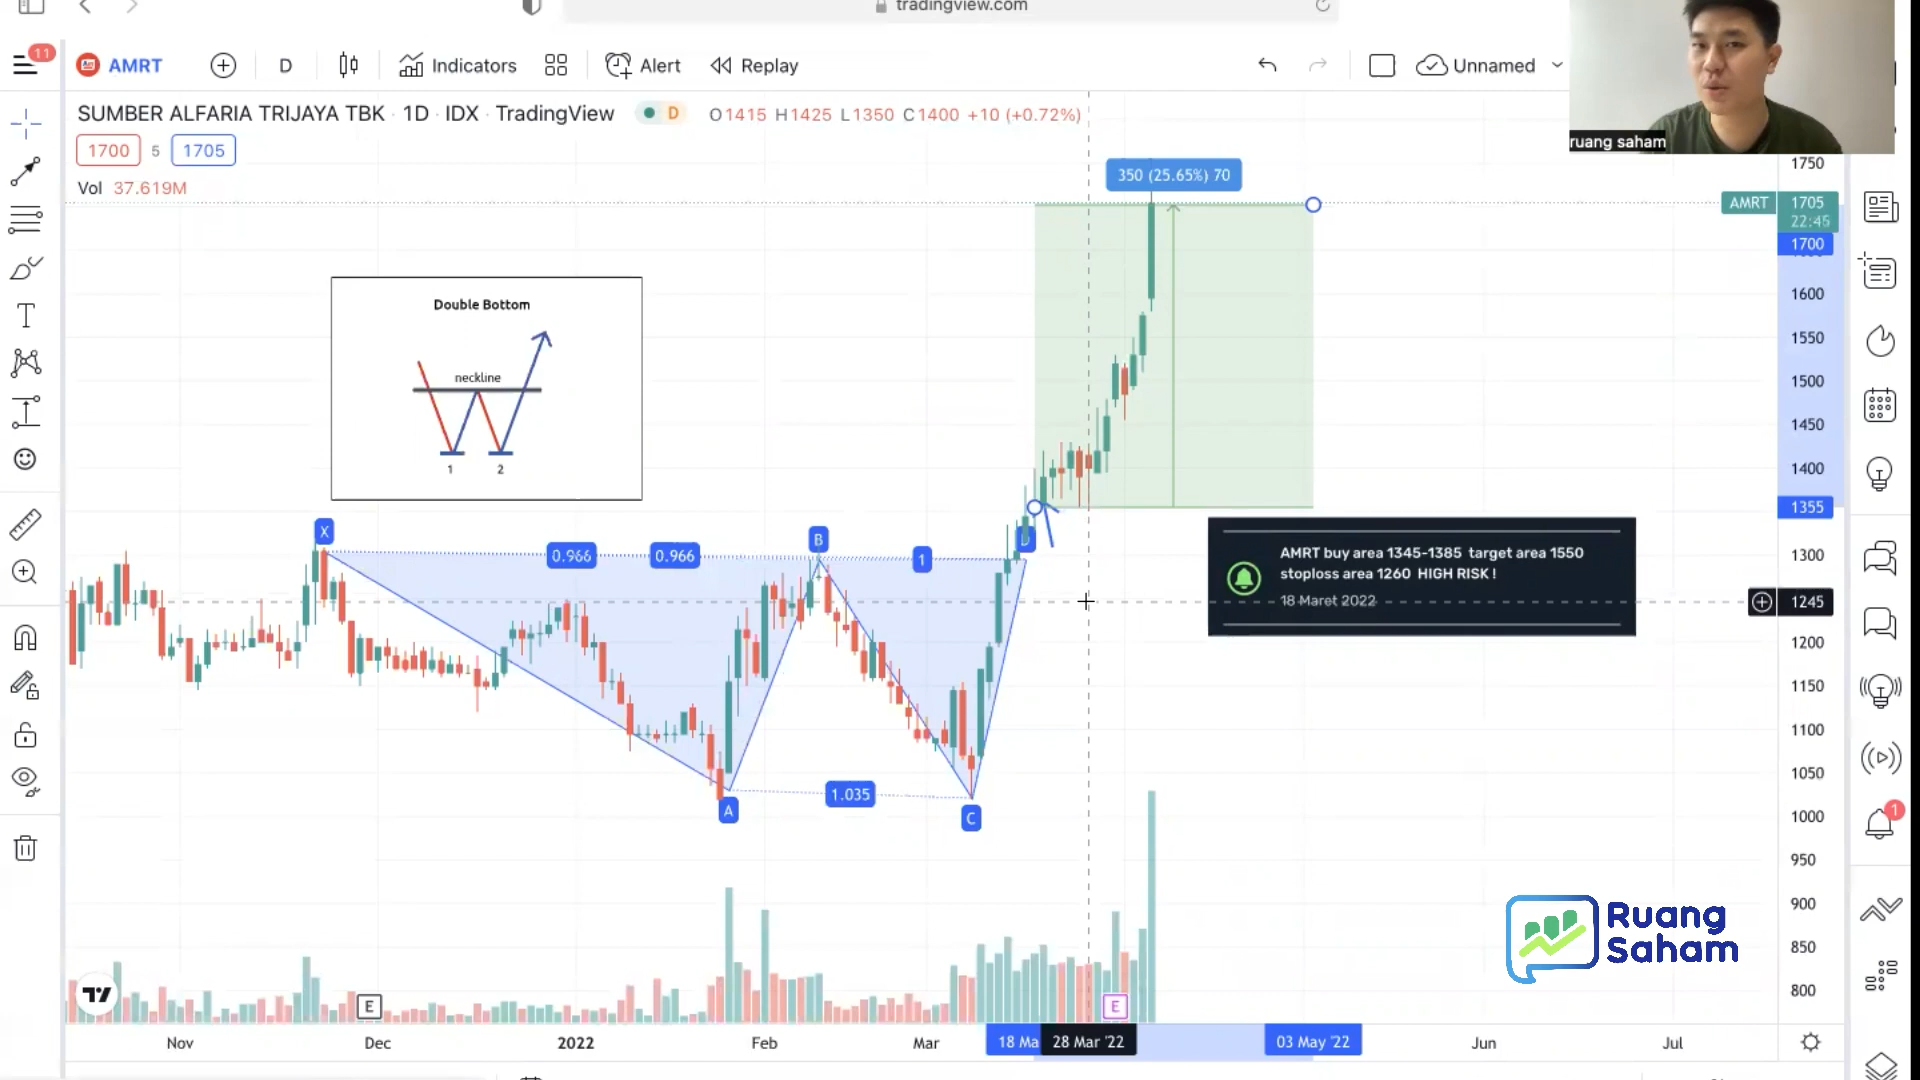 tradingview.com
11
AMRT
D
Indicators
Alert
Replay
Unnamed
SUMBER ALFARIA TRIJAYA TBK · 1D · IDX · TradingView
D
O1415 H1425 L1350 C1400 +10 (+0.72%)
1700
5
1705
Vol 37.619M
ruang saham
350 (25.65%) 70
1750
AMRT
1705
22:45
1700
1600
1550
1500
1450
1400
1355
1300
1245
1200
1150
1100
1050
1000
950
900
850
800
Double Bottom
neckline
1
2
X
0.966
0.966
B
1
D
A
1.035
C
AMRT buy area 1345-1385 target area 1550
stoploss area 1260 HIGH RISK !
18 Maret 2022
1
Ruang
Saham
E
E
Nov
Dec
2022
Feb
Mar
18 Ma
28 Mar '22
03 May '22
Jun
Jul